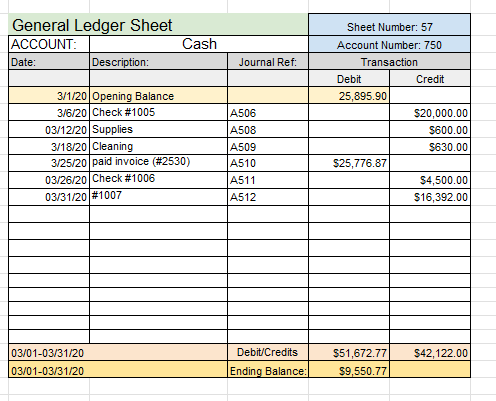 General Ledger Sheet Sheet Number: 57
ACCOUNT: Cash Account Number: 750
Date: Description: Journal Ref: Transaction
Debit Credit
3/1/20 Opening Balance 25,895.90
3/6/20 Check #1005 A506 $20,000.00
03/12/20 Supplies A508 $600.00
3/18/20 Cleaning A509 $630.00
3/25/20 paid invoice (#2530) A510 $25,776.87
03/26/20 Check #1006 A511 $4,500.00
03/31/20 #1007 A512 $16,392.00
03/01-03/31/20 Debit/Credits $51,672.77 $42,122.00
03/01-03/31/20 Ending Balance: $9,550.77